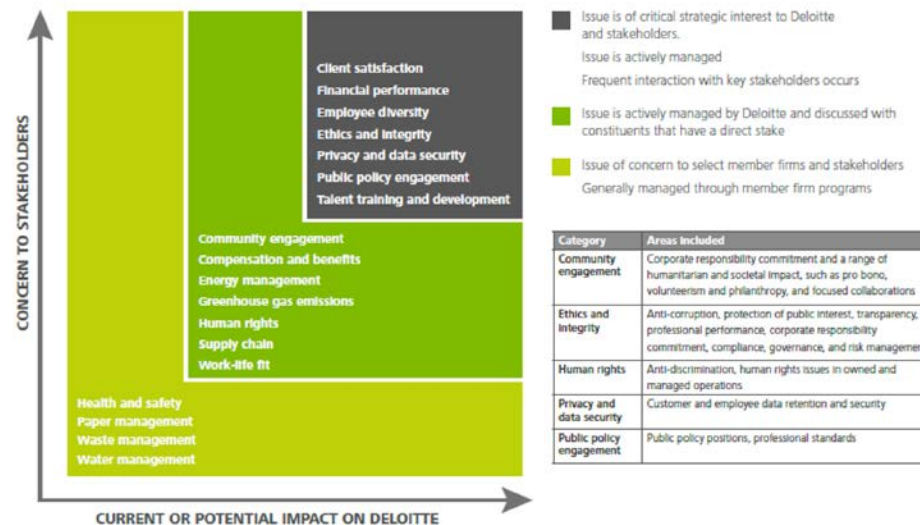 CONCERN TO STAKEHOLDERS
Client satisfaction
Financial performance
Employee diversity
Ethics and integrity
Privacy and data security
Public policy engagement
Talent training and development
Community engagement
Compensation and benefits
Energy management
Greenhouse gas emissions
Human rights
Supply chain
Work-life fit
Health and safety
Paper management
Waste management
Water management
CURRENT OR POTENTIAL IMPACT ON DELOITTE
Issue is of critical strategic interest to Deloitte
and stakeholders.
Issue is actively managed
Frequent interaction with key stakeholders occurs
Issue is actively managed by Deloitte and discussed with
constituents that have a direct stake
Issue of concern to select member firms and stakeholders
Generally managed through member firm programs
Category Areas included
Community Corporate responsibility commitment and a range of
engagement humanitarian and societal impact, such as pro bono,
volunteerism and philanthropy, and focused collaborations
Ethics and Anti-corruption, protection of public interest, transparency,
integrity professional performance, corporate responsibility
commitment, compliance, governance, and risk managemen
Human rights Anti-discrimination, human rights issues in owned and
managed operations
Privacy and Customer and employee data retention and security
data security
Public policy Public policy positions, professional standards
engagement